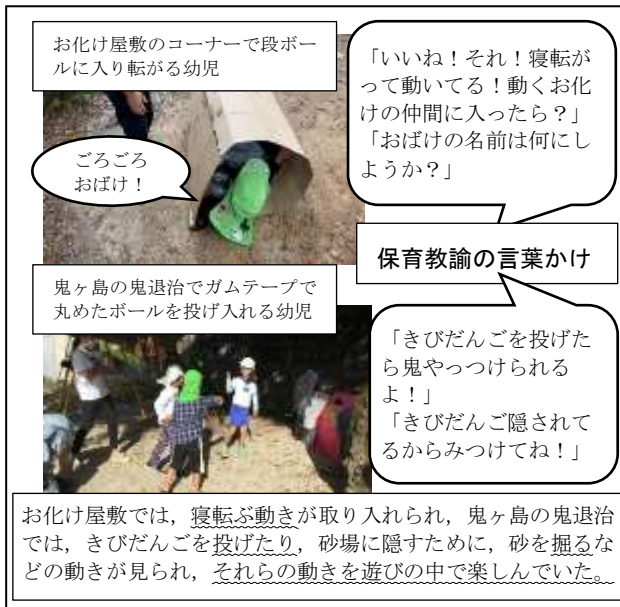 お化け屋敷のコーナーで段ボー
ルに入り転がる幼児
「いいね！それ！寝転が
って動いてる！動くお化
けの仲間に入ったら？」
「おばけの名前は何にし
ようか？」
ごろごろ
おばけ！
保育教諭の言葉かけ
鬼ヶ島の鬼退治でガムテープで
丸めたボールを投げ入れる幼児
「きびだんごを投げた
ら鬼やっつけられる
よ！」
「きびだんご隠されて
るからみつけてね！」
お化け屋敷では，寝転ぶ動きが取り入れられ，鬼ヶ島の鬼退治
では，きびだんごを投げたり，砂場に隠すために，砂を掘るな
どの動きが見られ，それらの動きを遊びの中で楽しんでいた。